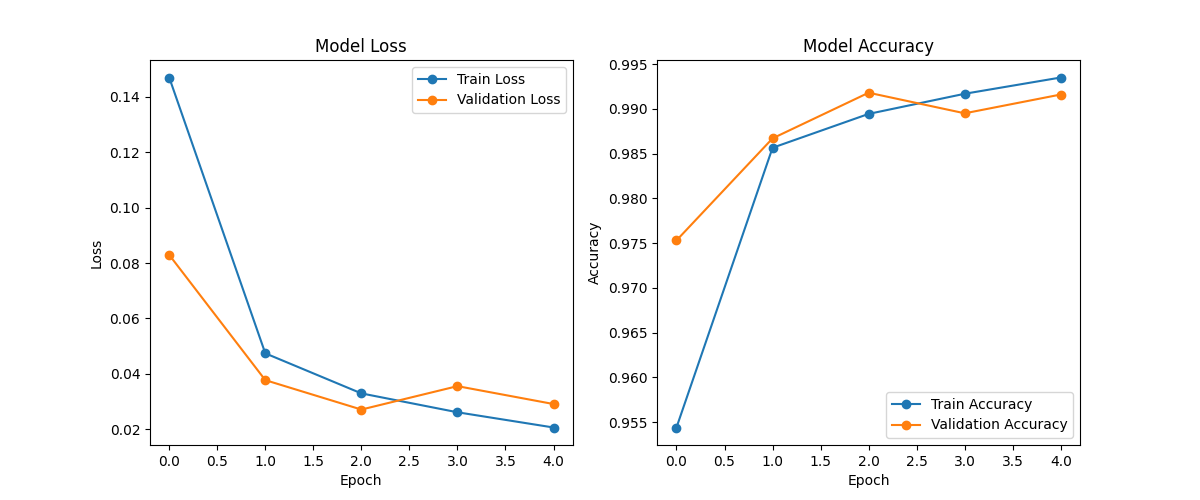 Model Loss
Train Loss
Validation Loss
Loss
0.14
0.12
0.10
0.08
0.06
0.04
0.02
0.0 0.5 1.0 1.5 2.0 2.5 3.0 3.5 4.0
Epoch
Model Accuracy
Accuracy
0.995
0.990
0.985
0.980
0.975
0.970
0.965
0.960
0.955
Train Accuracy
Validation Accuracy
0.0 0.5 1.0 1.5 2.0 2.5 3.0 3.5 4.0
Epoch